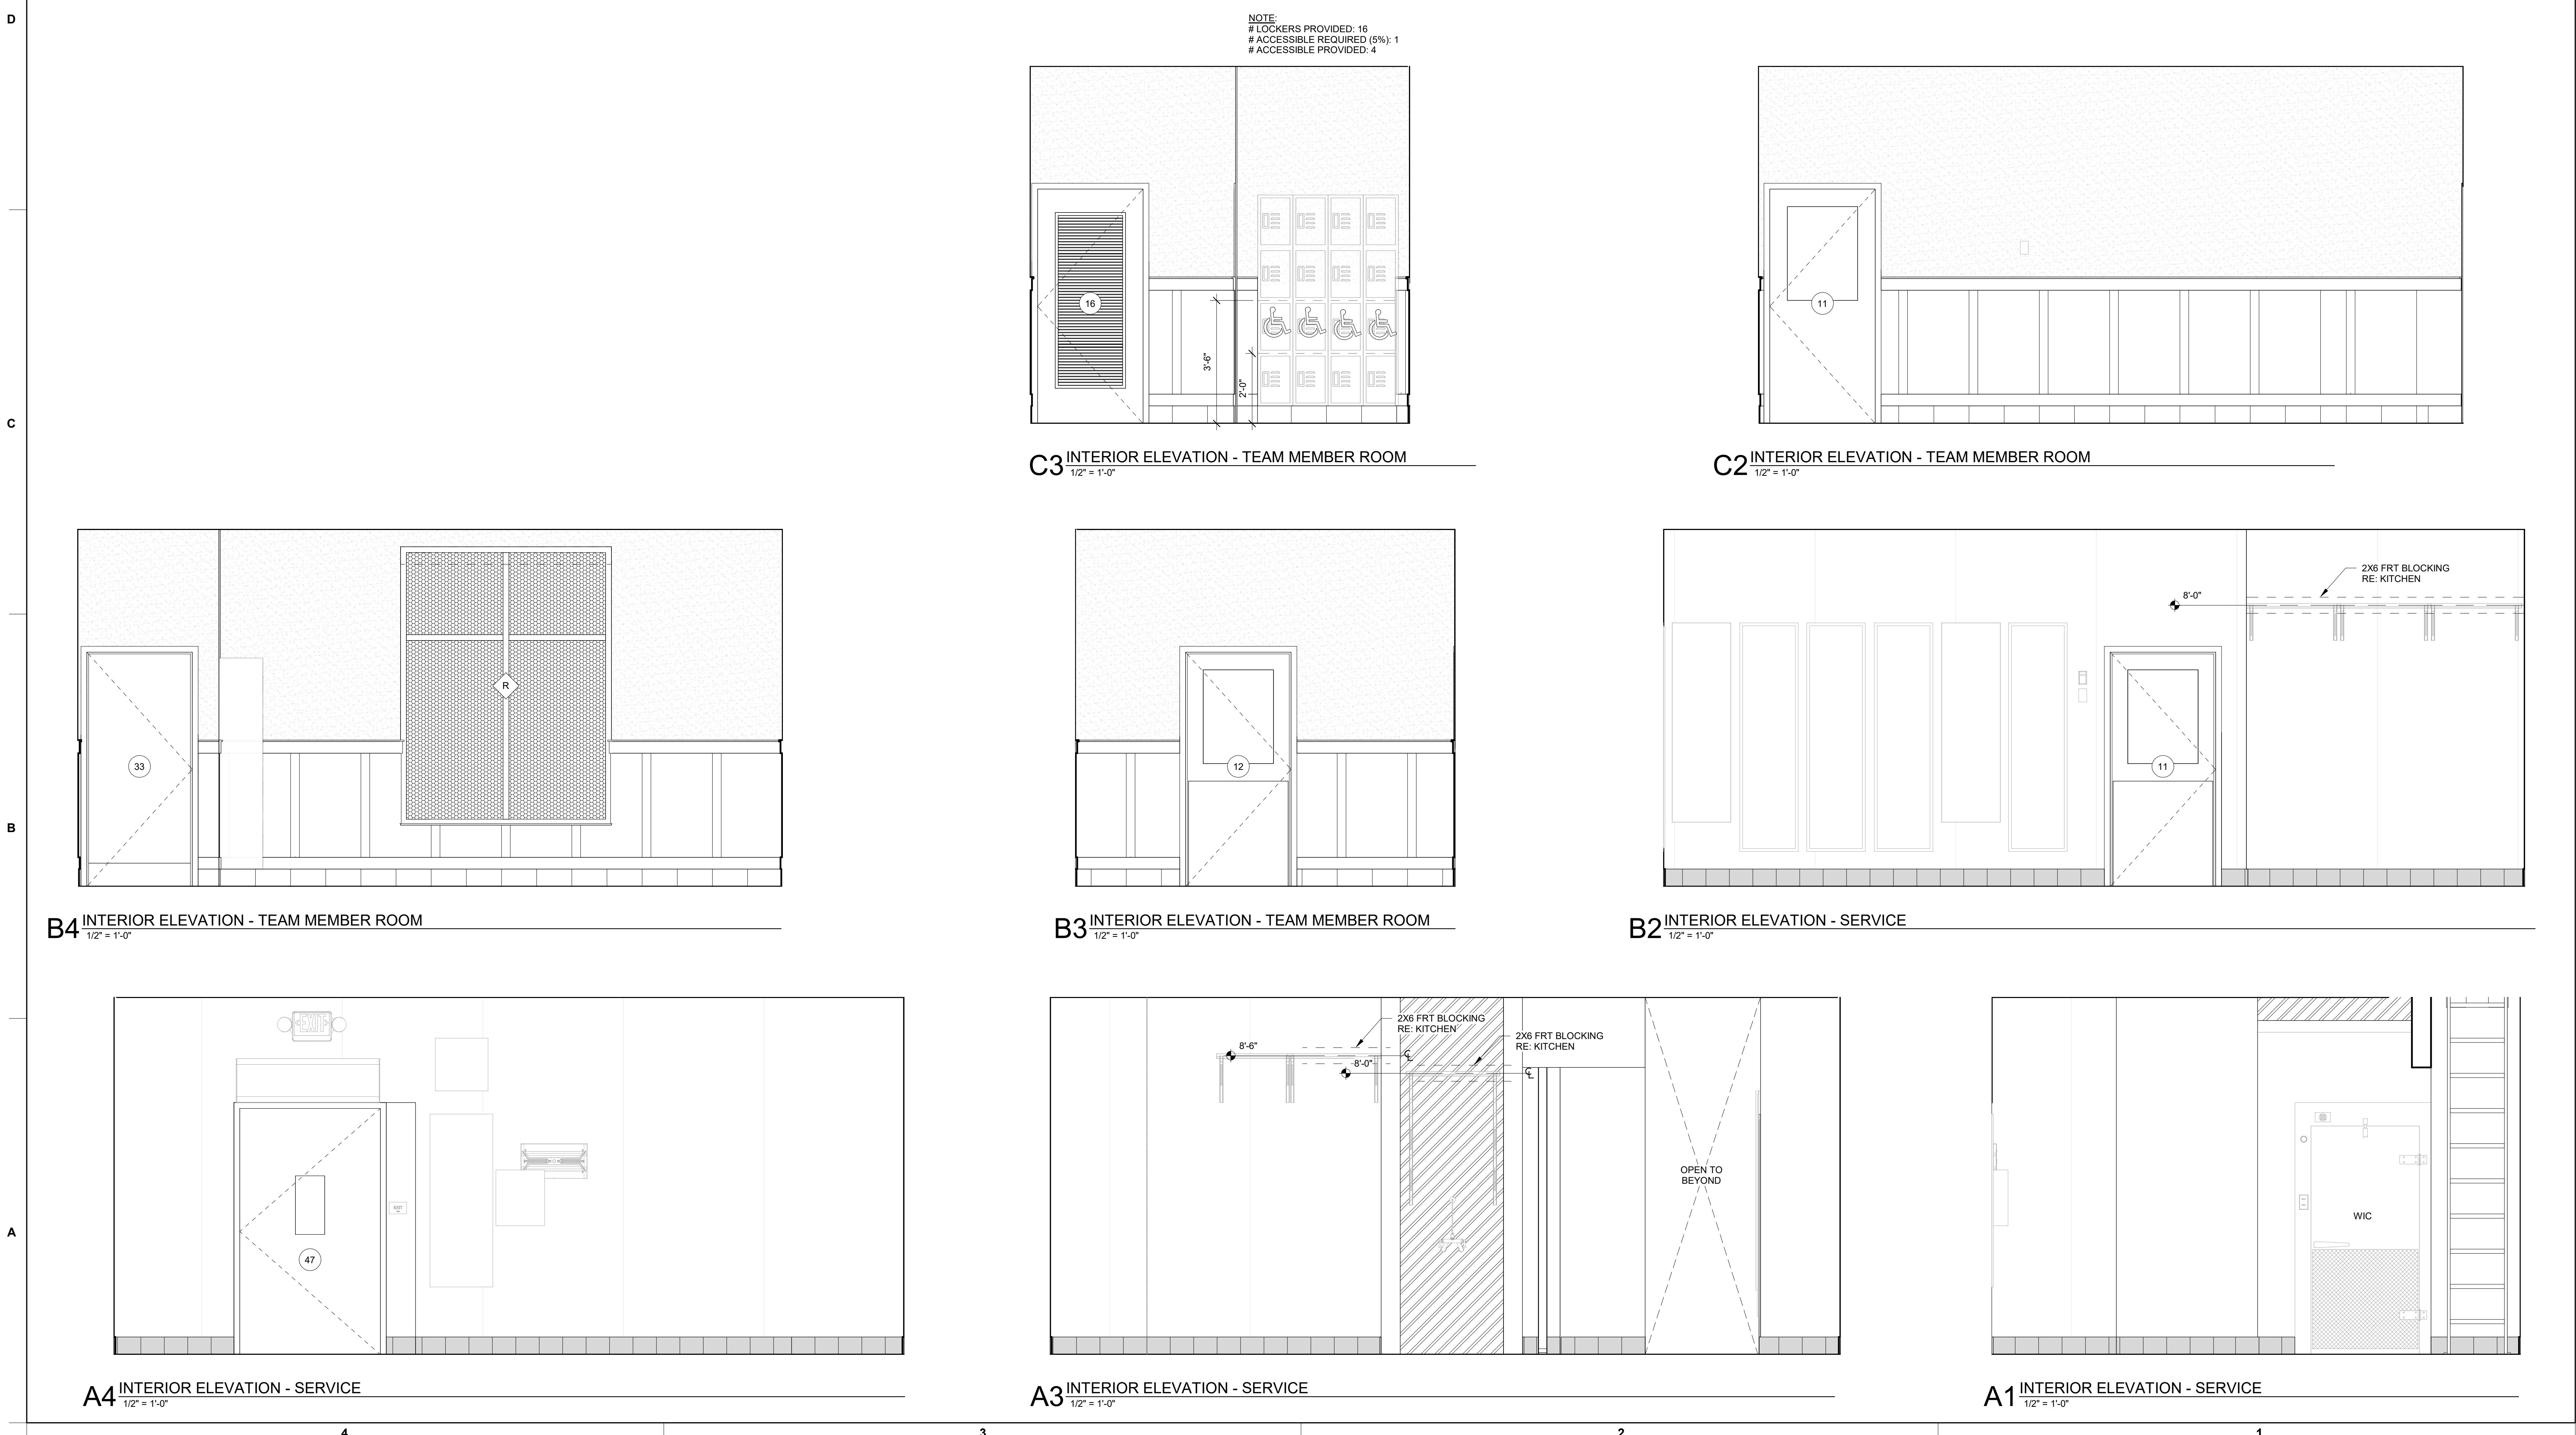 D
NOTE:
# LOCKERS PROVIDED: 16
# ACCESSIBLE REQUIRED (5%): 1
# ACCESSIBLE PROVIDED: 4
16
3'-6"
2'-0"
11
C
C3 INTERIOR ELEVATION - TEAM MEMBER ROOM
1/2" = 1'-0"
C2 INTERIOR ELEVATION - TEAM MEMBER ROOM
1/2" = 1'-0"
33
R
12
2X6 FRT BLOCKING
RE: KITCHEN
8'-0"
11
B
B4 INTERIOR ELEVATION - TEAM MEMBER ROOM
1/2" = 1'-0"
B3 INTERIOR ELEVATION - TEAM MEMBER ROOM
1/2" = 1'-0"
B2 INTERIOR ELEVATION - SERVICE
1/2" = 1'-0"
EXIT
EXIT
47
2X6 FRT BLOCKING
RE: KITCHEN
8'-6"
8'-0"
2X6 FRT BLOCKING
RE: KITCHEN
OPEN TO
BEYOND
WIC
A
A4 INTERIOR ELEVATION - SERVICE
1/2" = 1'-0"
A3 INTERIOR ELEVATION - SERVICE
1/2" = 1'-0"
A1 INTERIOR ELEVATION - SERVICE
1/2" = 1'-0"
4
3
2
1